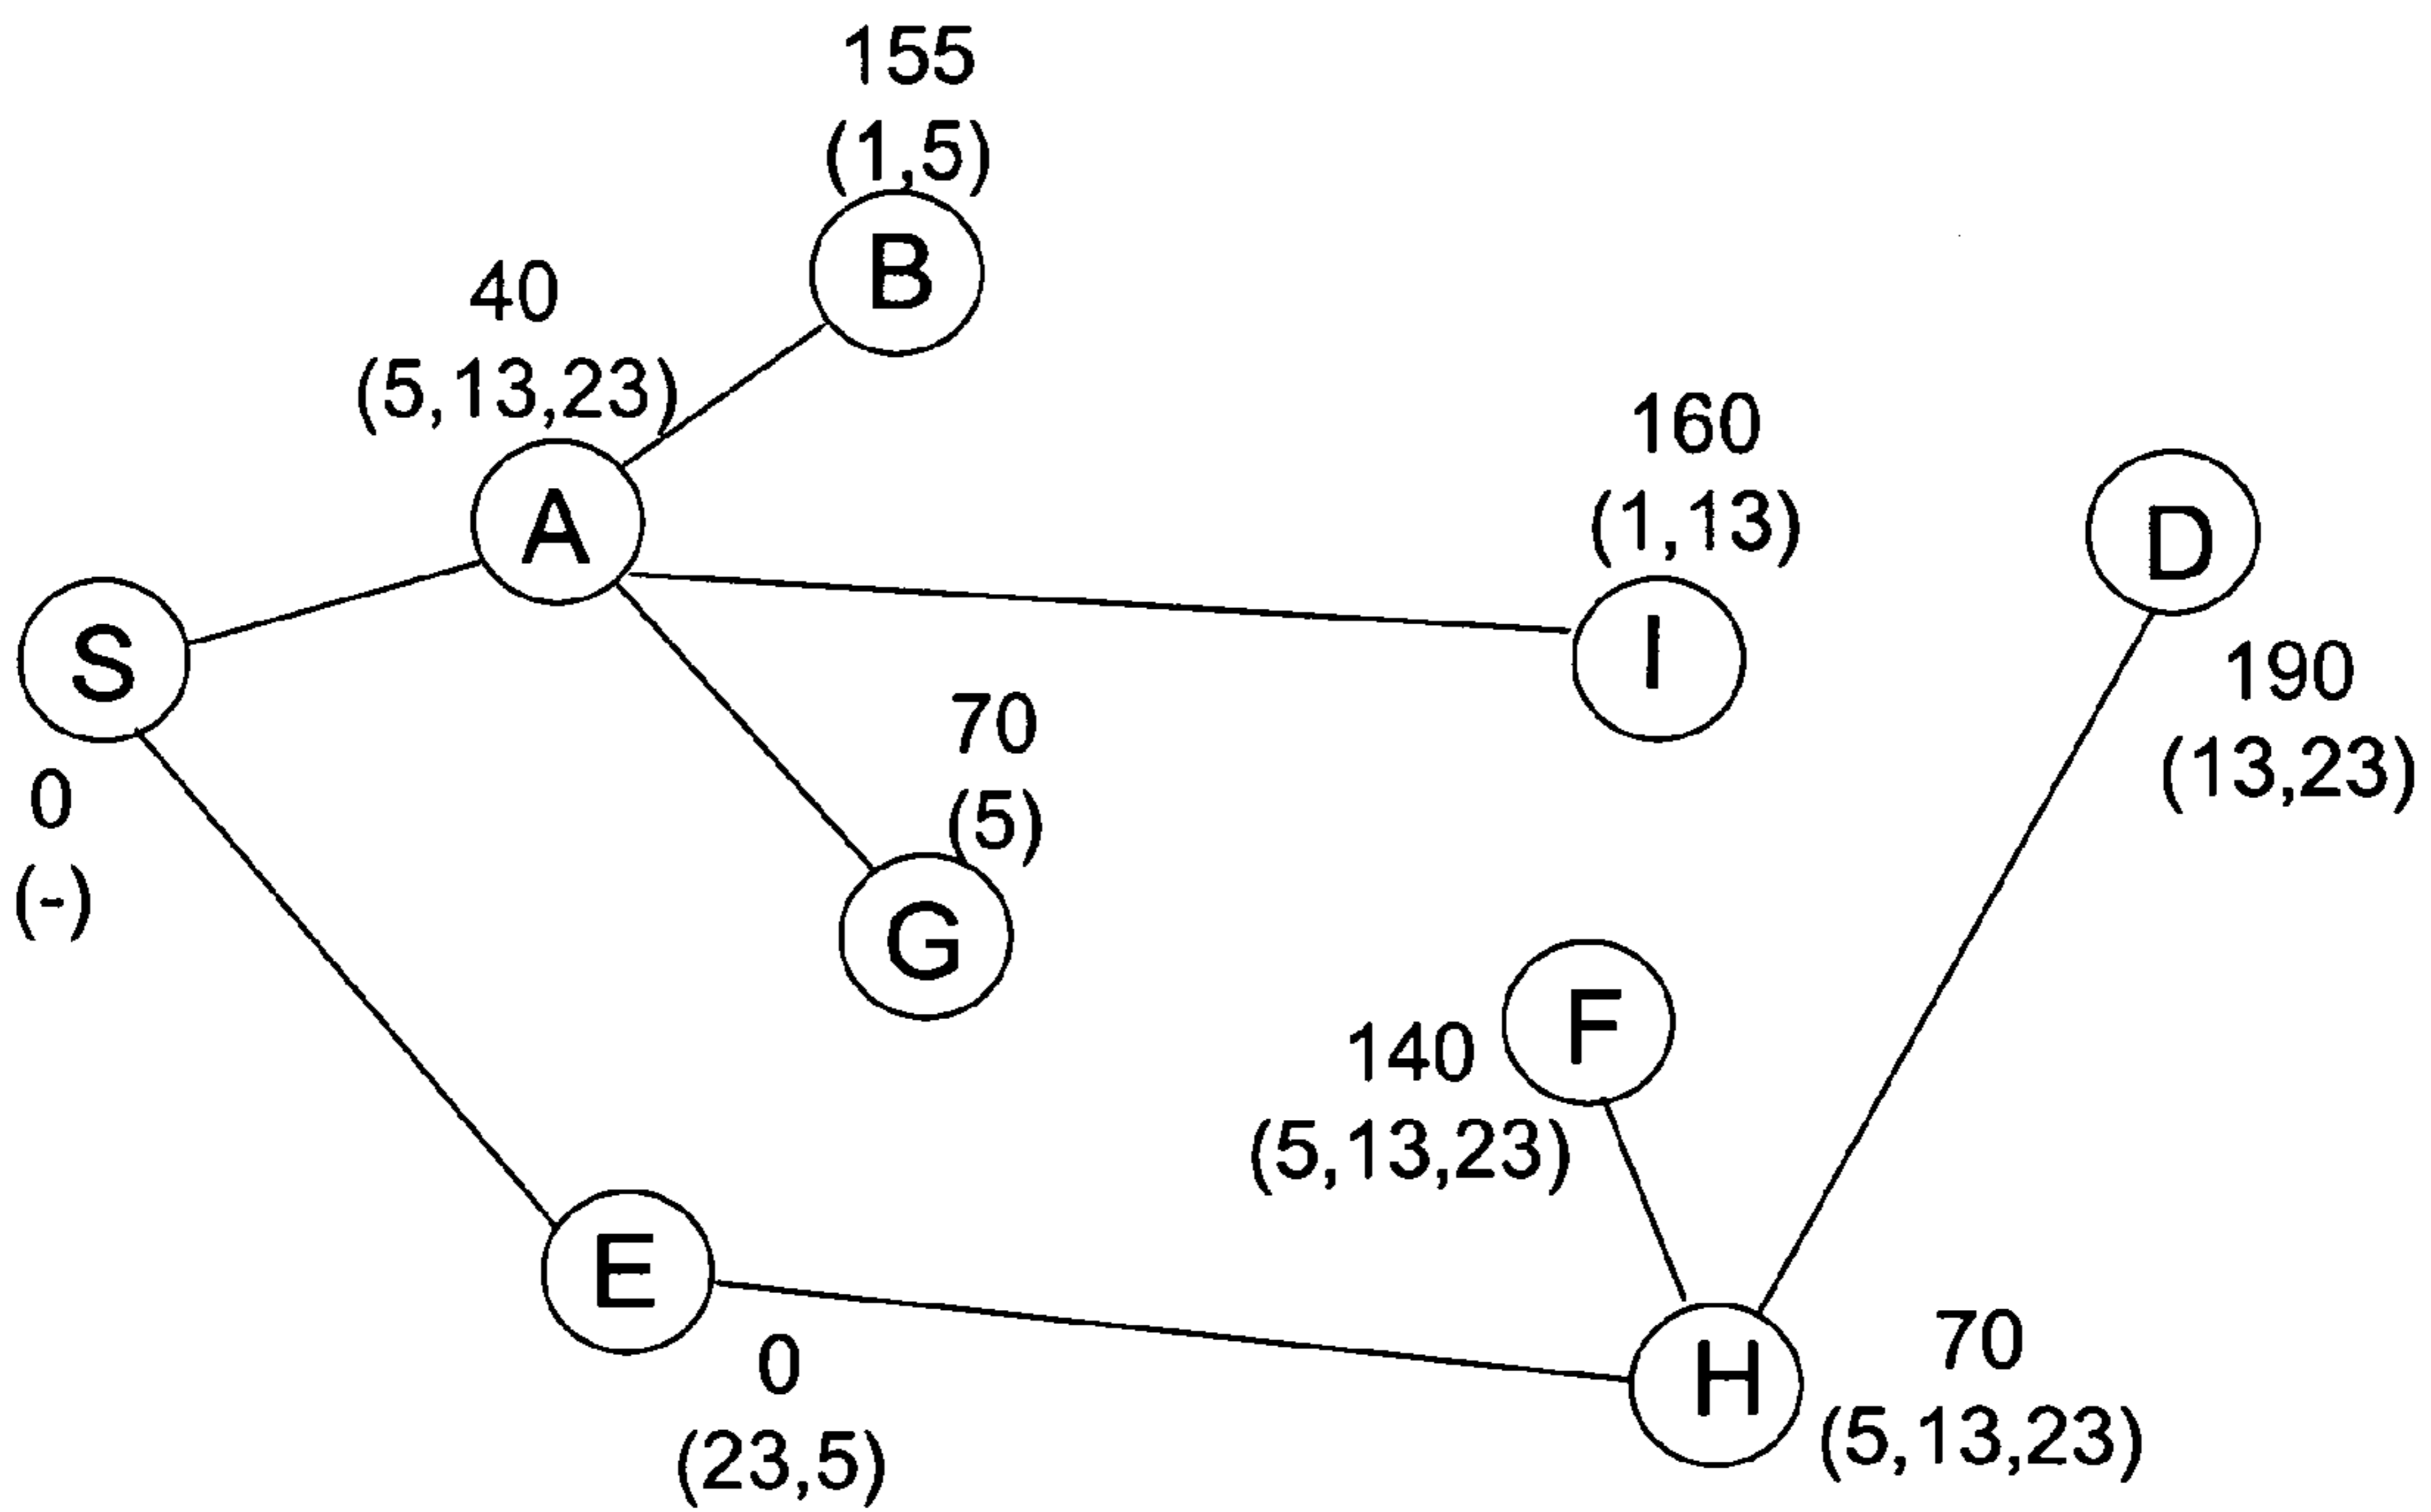 155
(1,5)
B
40
(5,13,23)
A
160
(1,13)
I
D
190
(13,23)
S
0
(-)
70
(5)
G
F
140
(5,13,23)
E
0
(23,5)
H
70
(5,13,23)